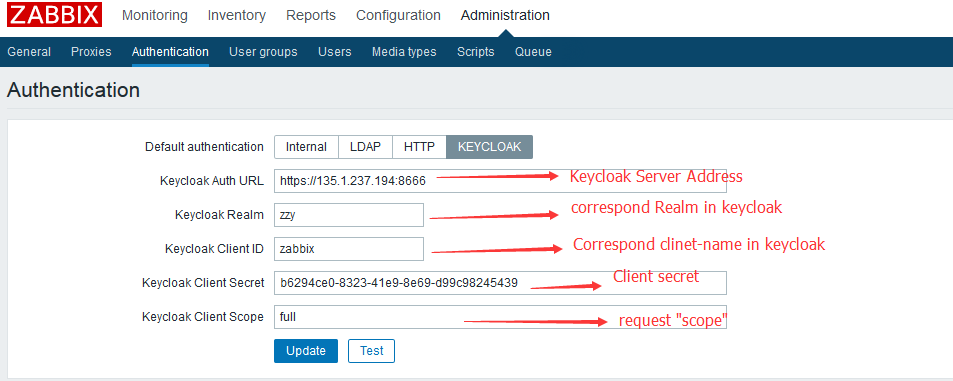 ZABBIX Monitoring Inventory Reports Configuration Administration
General Proxies Authentication User groups Users Media types Scripts Queue
Authentication
Default authentication Internal LDAP HTTP KEYCLOAK
Keycloak Auth URL https://135.1.237.194:8666 Keycloak Server Address
Keycloak Realm zzy correspond Realm in keycloak
Keycloak Client ID zabbix Correspond clinet-name in keycloak
Keycloak Client Secret b6294ce0-8323-41e9-8e69-d99c98245439 Client secret
Keycloak Client Scope full request "scope"
Update Test